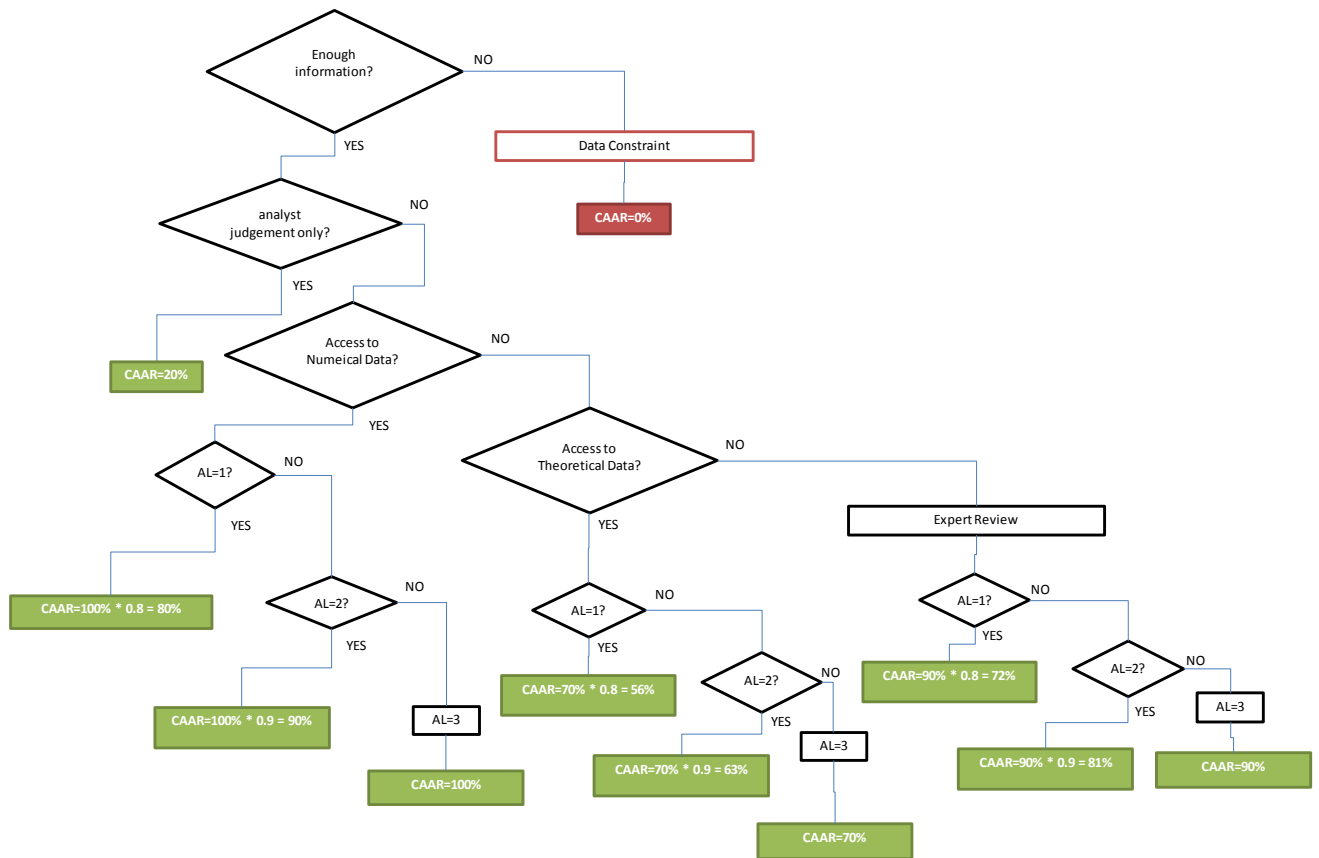 Enough
information?
NO
YES
Data Constraint
CAAR=0%
analyst
judgement only?
NO
YES
CAAR=20%
Access to
Numeical Data?
NO
YES
AL=1?
NO
YES
CAAR=100% * 0.8 = 80%
AL=2?
NO
YES
CAAR=100% * 0.9 = 90%
AL=3
CAAR=100%
Access to
Theoretical Data?
NO
YES
AL=1?
NO
YES
CAAR=70% * 0.8 = 56%
AL=2?
NO
YES
CAAR=70% * 0.9 = 63%
AL=3
CAAR=70%
Expert Review
AL=1?
NO
YES
CAAR=90% * 0.8 = 72%
AL=2?
NO
YES
CAAR=90% * 0.9 = 81%
AL=3
CAAR=90%